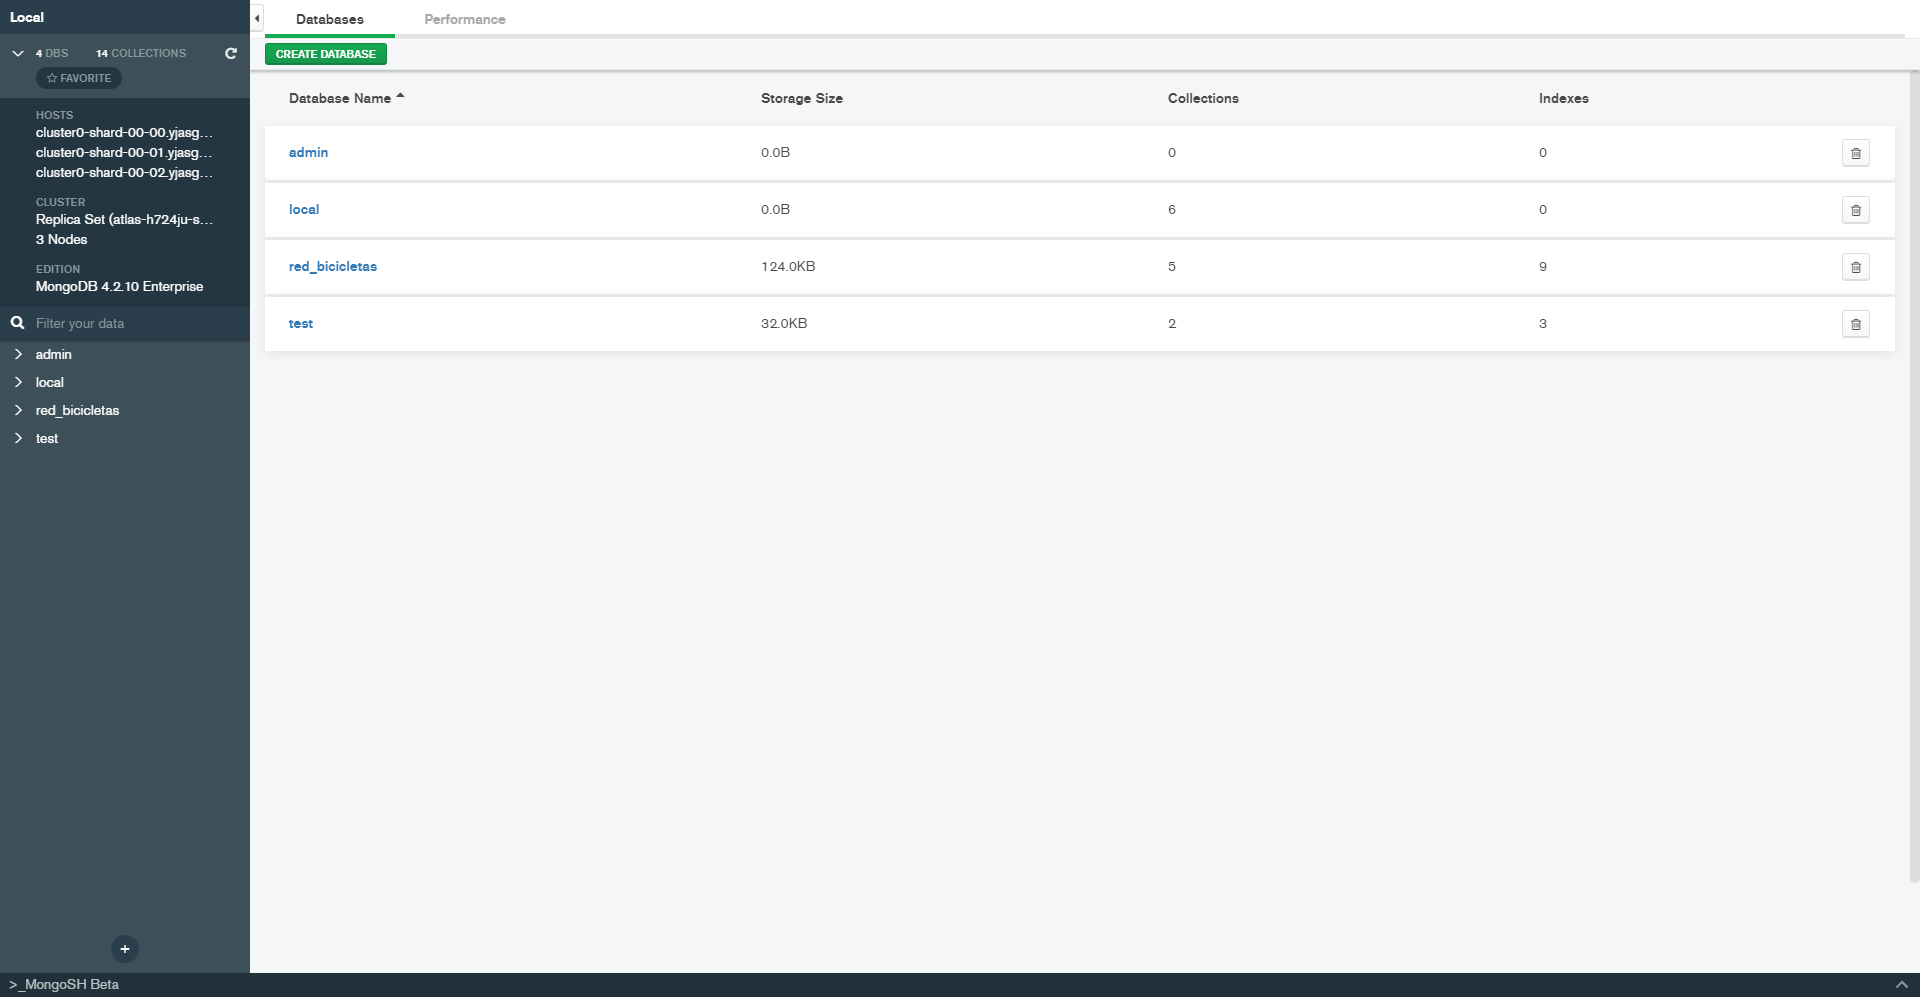 Local
4 DBS 14 COLLECTIONS
FAVORITE
HOSTS
cluster0-shard-00-00.yjasg...
cluster0-shard-00-01.yjasg...
cluster0-shard-00-02.yjasg...
CLUSTER
Replica Set (atlas-h724ju-s...
3 Nodes
EDITION
MongoDB 4.2.10 Enterprise
Filter your data
admin
local
red_bicicletas
test
+
Databases Performance
CREATE DATABASE
Database Name Storage Size Collections Indexes
admin 0.0B 0 0
local 0.0B 6 0
red_bicicletas 124.0KB 5 9
test 32.0KB 2 3
>_MongoSH Beta